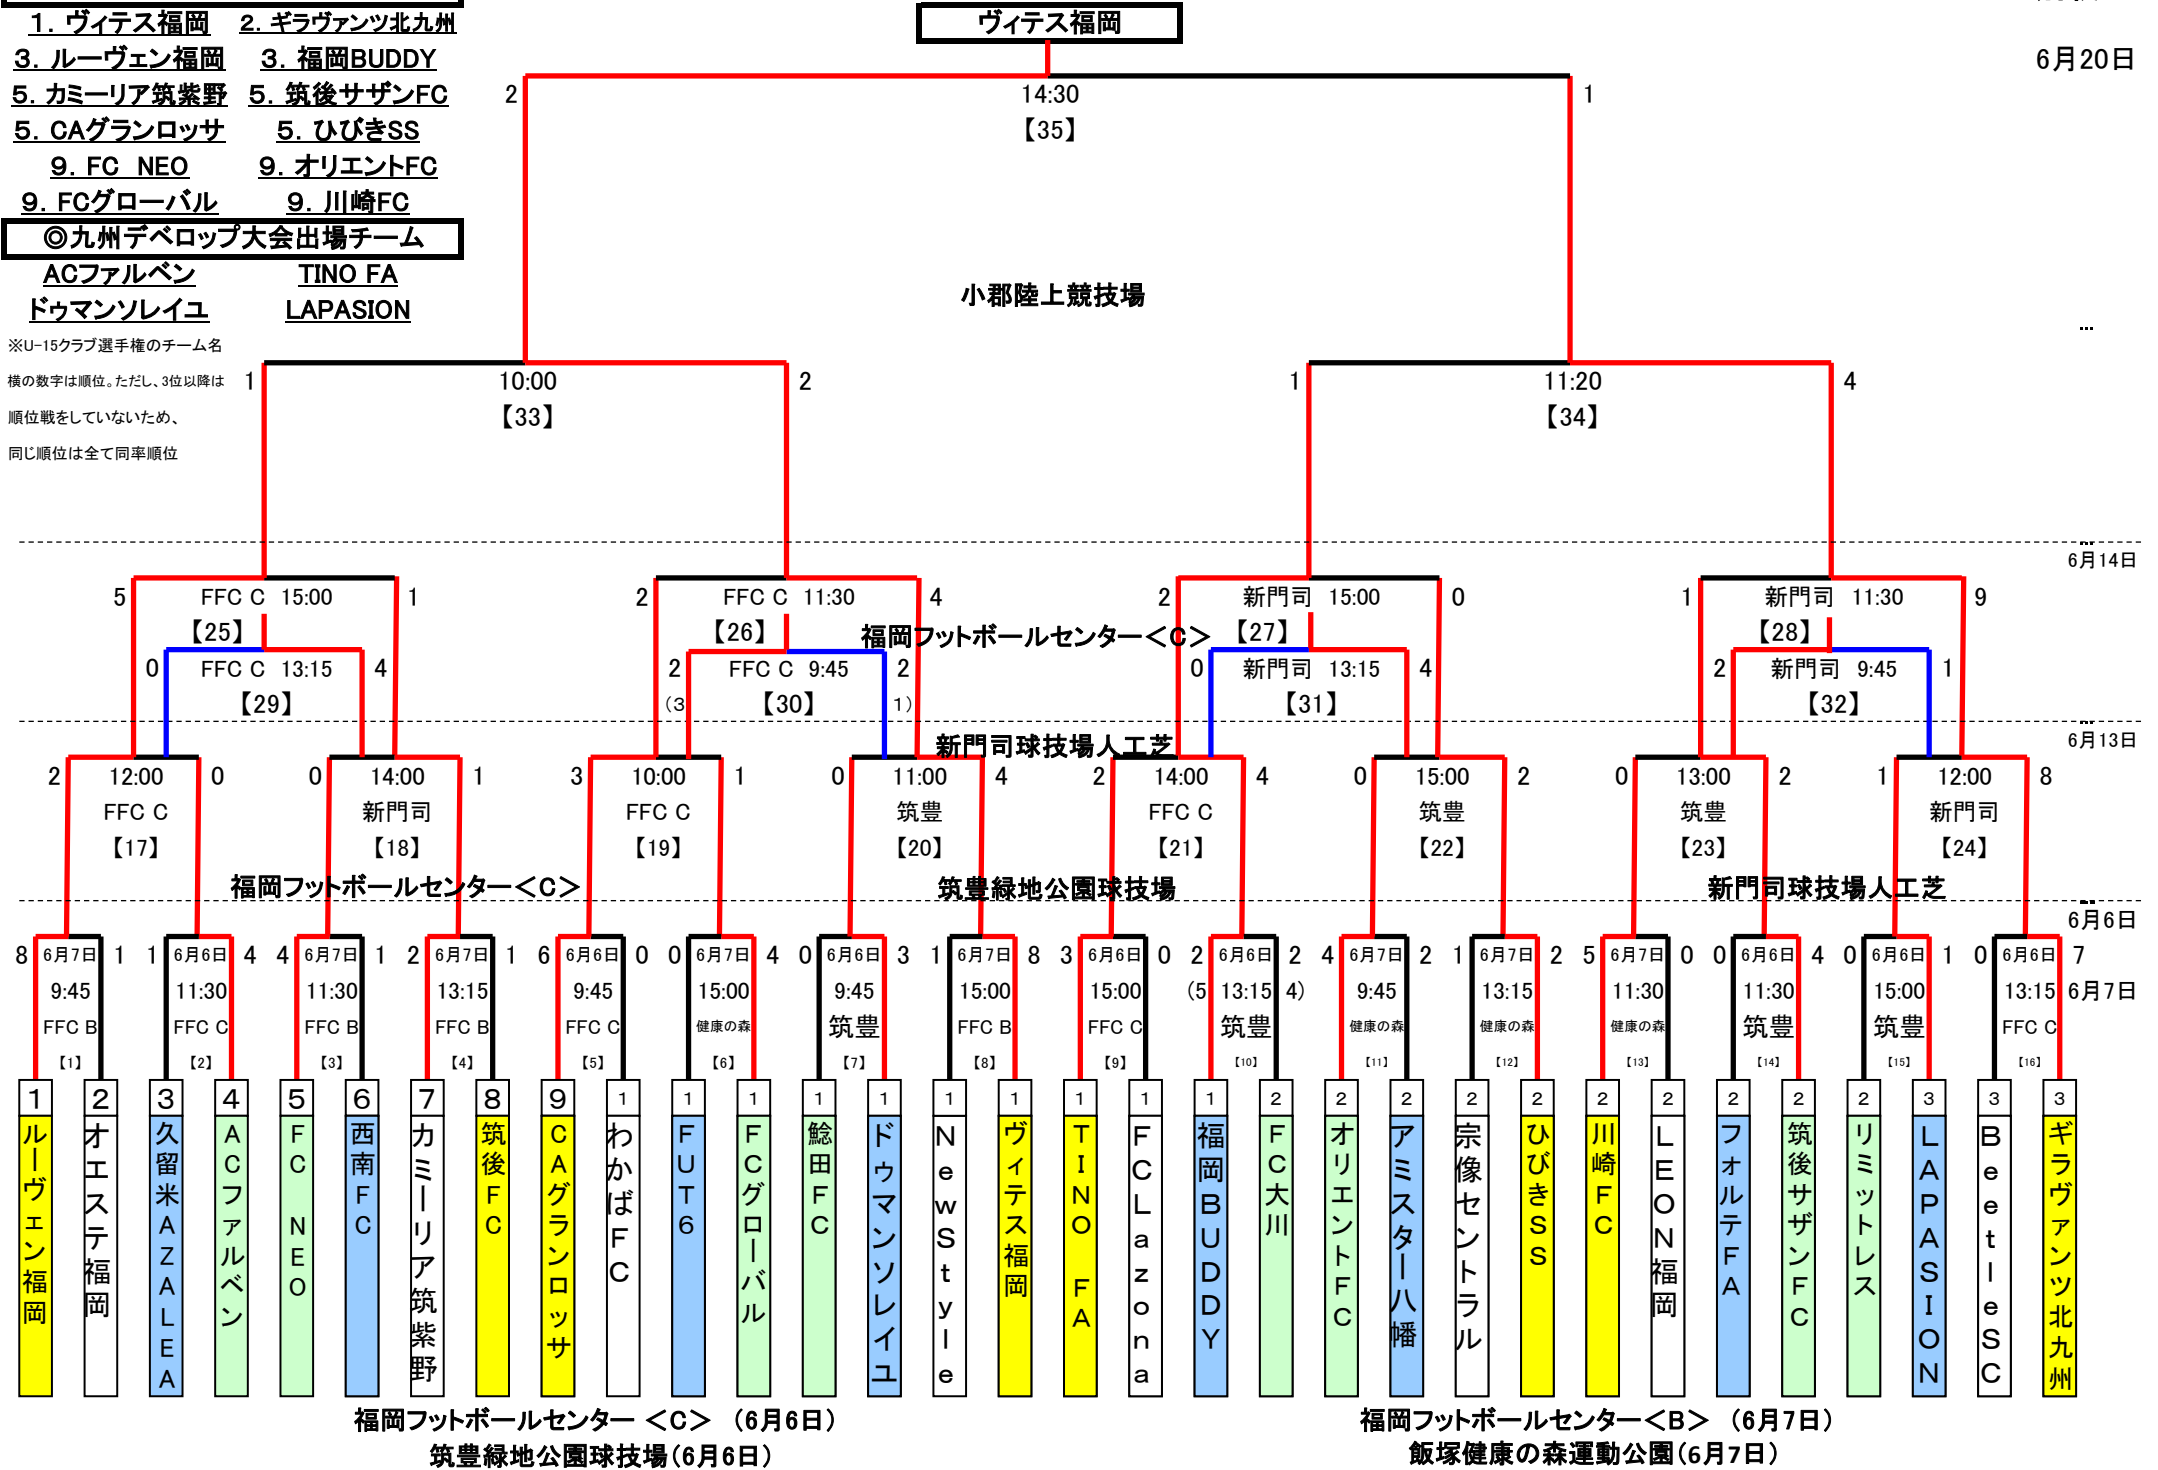 ヴィテス福岡
1. ヴィテス福岡 2. ギラヴァンツ北九州
3. ルーヴェン福岡 3. 福岡BUDDY
5. カミーリア筑紫野 5. 筑後サザンFC
5. CAグランロッサ 5. ひびきSS
9. FC NEO 9. オリエントFC
9. FCグローバル 9. 川崎FC
◎九州デベロップ大会出場チーム
ACファルベン TINO FA
ドゥマンソレイユ LAPASION
※U-15クラブ選手権のチーム名
横の数字は順位。ただし、3位以降は
順位戦をしていないため、
同じ順位は全て同率順位
6月20日
2 14:30 1
【35】
小郡陸上競技場
…
1 10:00 2 1 11:20 4
【33】 【34】
…
6月14日
5 FFC C 15:00 1 2 FFC C 11:30 4 2 新門司 15:00 0 1 新門司 11:30 9
【25】 【26】 福岡フットボールセンター＜C＞ 【27】 【28】
0 FFC C 13:15 4 2 FFC C 9:45 2 0 新門司 13:15 4 2 新門司 9:45 1
【29】 (3 【30】 1) 【31】 【32】
…
新門司球技場人工芝 6月13日
2 12:00 0 0 14:00 1 3 10:00 1 0 11:00 4 2 14:00 4 0 15:00 2 0 13:00 2 1 12:00 8
FFC C 新門司 FFC C 筑豊 FFC C 筑豊 筑豊 新門司
【17】 【18】 【19】 【20】 【21】 【22】 【23】 【24】
福岡フットボールセンター＜C＞ 筑豊緑地公園球技場 新門司球技場人工芝
…
6月6日
8 6月7日 1 1 6月6日 4 4 6月7日 1 2 6月7日 1 6 6月6日 0 0 6月7日 4 0 6月6日 3 1 6月7日 8 3 6月6日 0 2 6月6日 2 4 6月7日 2 1 6月7日 2 5 6月7日 0 0 6月6日 4 0 6月6日 1 0 6月6日 7
9:45 11:30 11:30 13:15 9:45 15:00 9:45 15:00 15:00 (5 13:15 4) 9:45 13:15 11:30 11:30 15:00 13:15 6月7日
FFC B FFC C FFC B FFC B FFC C 健康の森 筑豊 FFC B FFC C 筑豊 健康の森 健康の森 健康の森 筑豊 筑豊 FFC C
【1】 【2】 【3】 【4】 【5】 【6】 【7】 【8】 【9】 【10】 【11】 【12】 【13】 【14】 【15】 【16】
1 2 3 4 5 6 7 8 9 1 1 1 1 1 1 1 1 1 1 2 2 2 2 2 2 2 2 2 2 3 3 3
ルーヴェン福岡
オエステ福岡
久留米AZALEA
ACファルベン
FC NEO
西南FC
カミーリア筑紫野
筑後FC
CAグランロッサ
わかばFC
FUT6
FCグローバル
鯰田FC
ドゥマンソレイユ
NewStyle
ヴィテス福岡
TINO FA
FCLazona
福岡BUDDY
FC大川
オリエントFC
アミスター八幡
宗像セントラル
ひびきSS
川崎FC
LEON福岡
フォルテFA
筑後サザンFC
リミットレス
LAPASION
BeetleSC
ギラヴァンツ北九州
福岡フットボールセンター ＜C＞ (6月6日)
筑豊緑地公園球技場(6月6日)
福岡フットボールセンター＜B＞ (6月7日)
飯塚健康の森運動公園(6月7日)